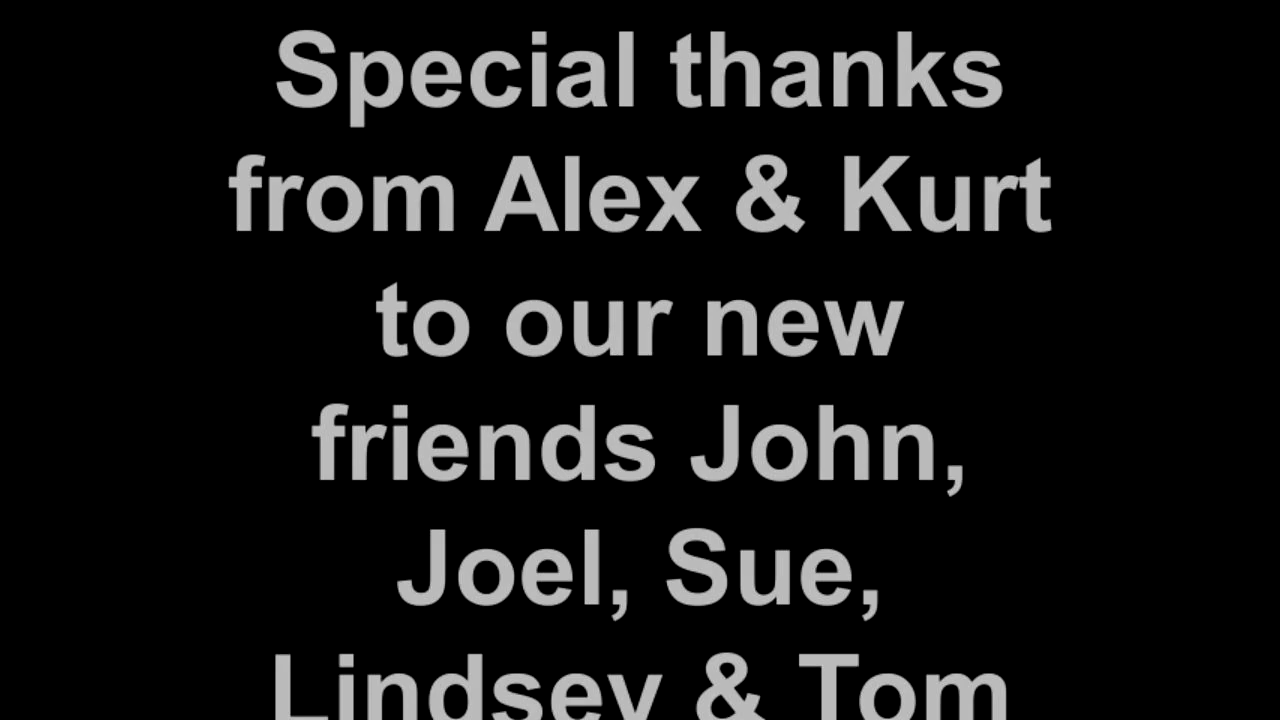 Special thanks
from Alex & Kurt
to our new
friends John,
Joel, Sue,
Lindsey & Tom